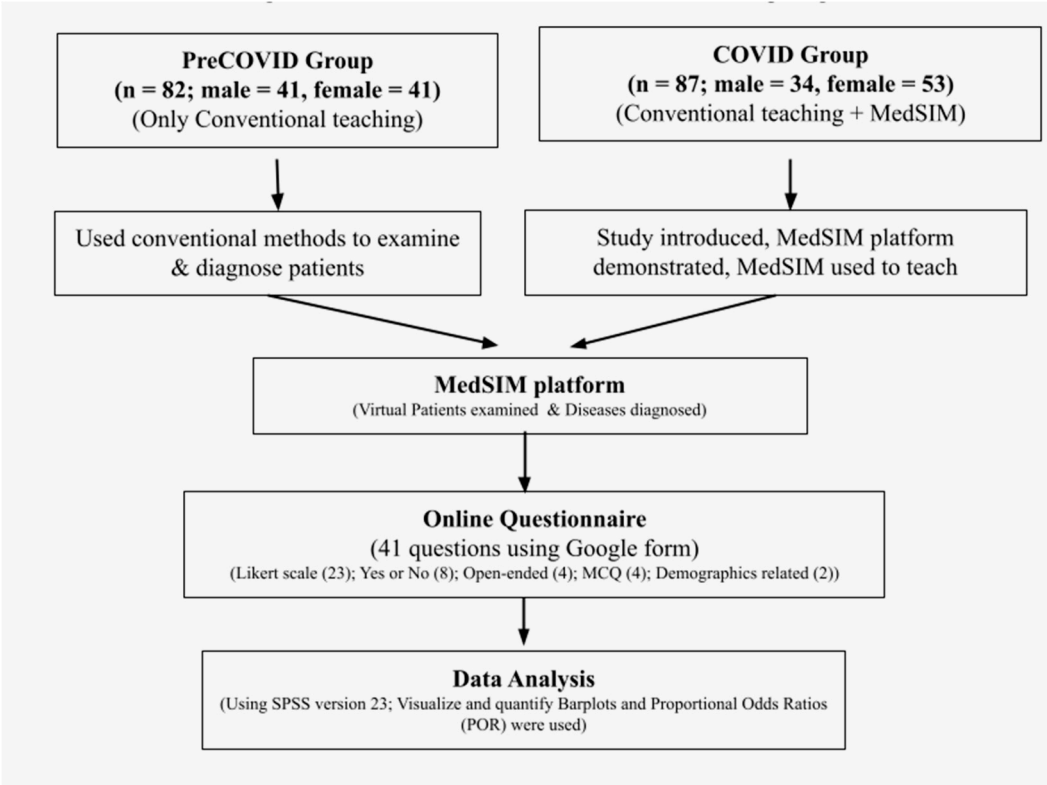 PreCOVID Group
(n = 82; male = 41, female = 41)
(Only Conventional teaching)
COVID Group
(n = 87; male = 34, female = 53)
(Conventional teaching + MedSIM)
Used conventional methods to examine
& diagnose patients
Study introduced, MedSIM platform
demonstrated, MedSIM used to teach
MedSIM platform
(Virtual Patients examined & Diseases diagnosed)
Online Questionnaire
(41 questions using Google form)
(Likert scale (23); Yes or No (8); Open-ended (4); MCQ (4); Demographics related (2))
Data Analysis
(Using SPSS version 23; Visualize and quantify Barplots and Proportional Odds Ratios
(POR) were used)